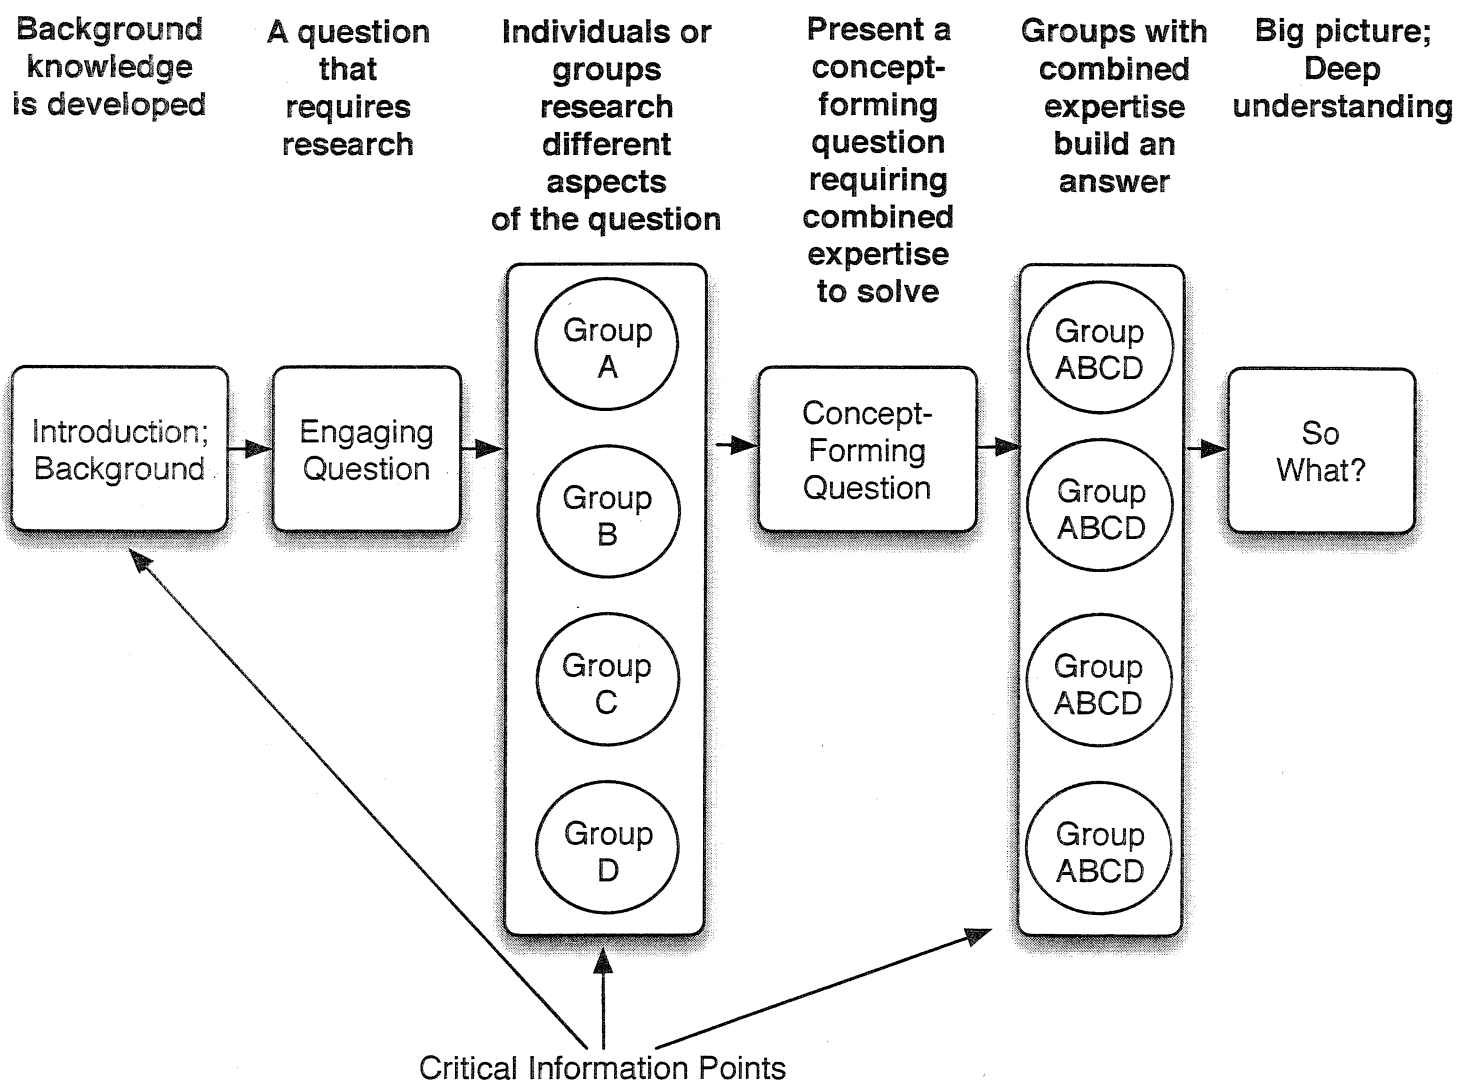 Background
knowledge
is developed
A question
that
requires
research
Individuals or
groups
research
different
aspects
of the question
Present a
concept-
forming
question
requiring
combined
expertise
to solve
Groups with
combined
expertise
build an
answer
Big picture;
Deep
understanding
Introduction;
Background
Engaging
Question
Group
A
Group
B
Group
C
Group
D
Concept-
Forming
Question
Group
ABCD
Group
ABCD
Group
ABCD
Group
ABCD
So
What?
Critical Information Points